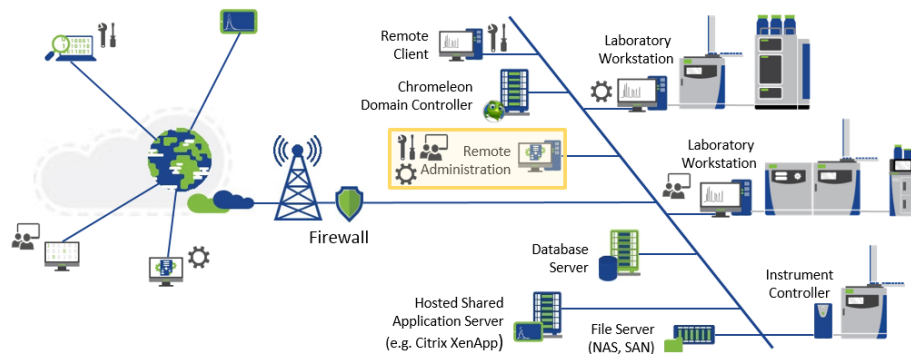 Remote
Client
Chromeleon
Domain Controller
Remote
Administration
Firewall
Database
Server
Hosted Shared
Application Server
(e.g. Citrix XenApp)
File Server
(NAS, SAN)
Laboratory
Workstation
Laboratory
Workstation
Instrument
Controller